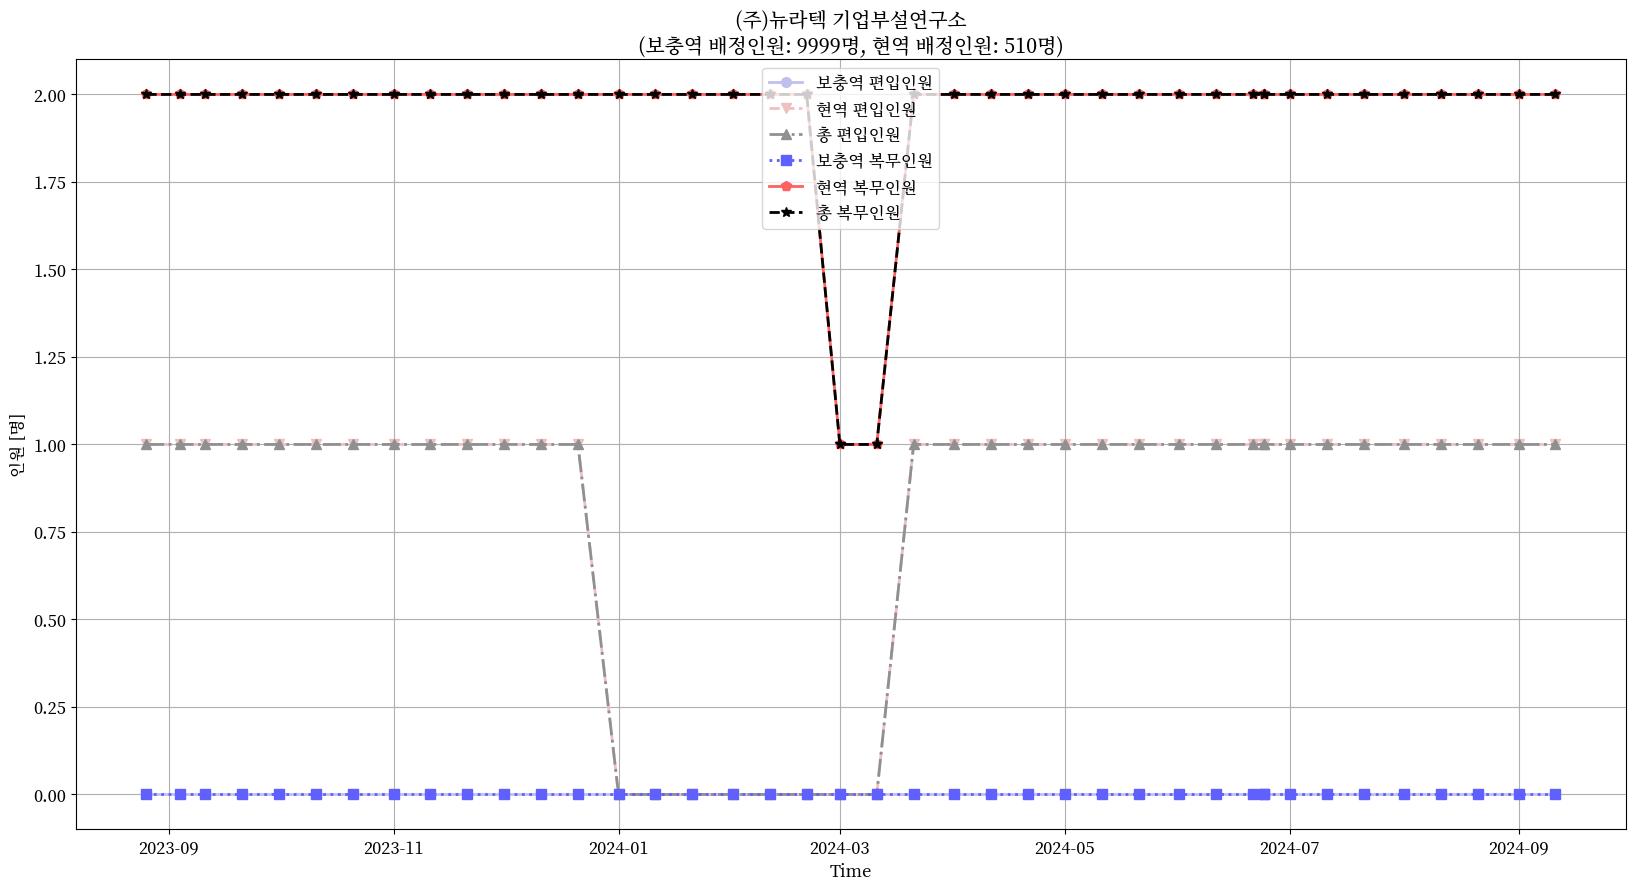 (주)뉴라텍 기업부설연구소
(보충역 배정인원: 9999명, 현역 배정인원: 510명)
보충역 편입인원
현역 편입인원
총 편입인원
보충역 복무인원
현역 복무인원
총 복무인원
인원 [명]
2.00
1.75
1.50
1.25
1.00
0.75
0.50
0.25
0.00
2023-09
2023-11
2024-01
2024-03
2024-05
2024-07
2024-09
Time